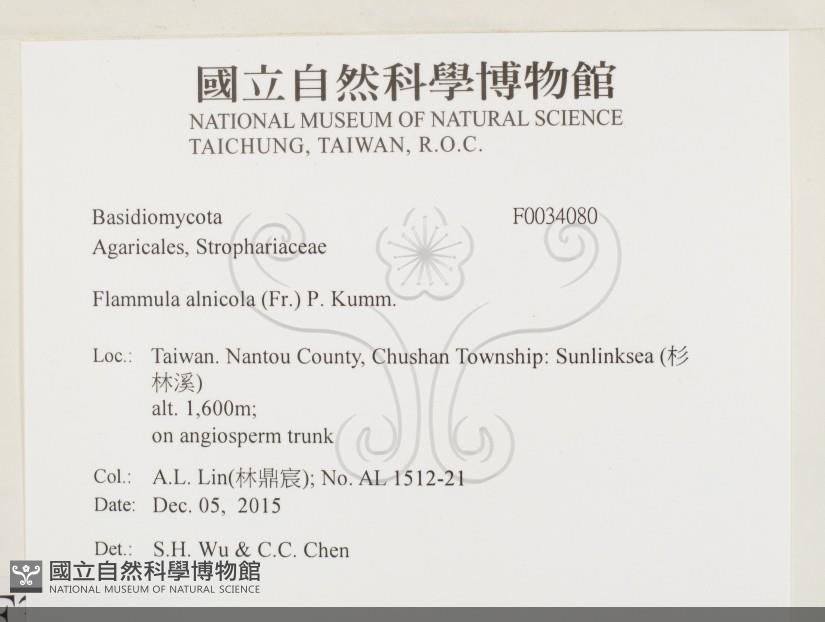 國立自然科學博物館
NATIONAL MUSEUM OF NATURAL SCIENCE
TAICHUNG, TAIWAN, R.O.C.
Basidiomycota F0034080
Agaricales, Strophariaceae
Flammula alnicola (Fr.) P. Kumm.
Loc.: Taiwan. Nantou County, Chushan Township: Sunlinksea (杉
林溪)
alt. 1,600m;
on angiosperm trunk
Col.: A.L. Lin(林鼎宸); No. AL 1512-21
Date: Dec. 05, 2015
Det.: S.H. Wu & C.C. Chen
國立自然科學博物館
NATIONAL MUSEUM OF NATURAL SCIENCE